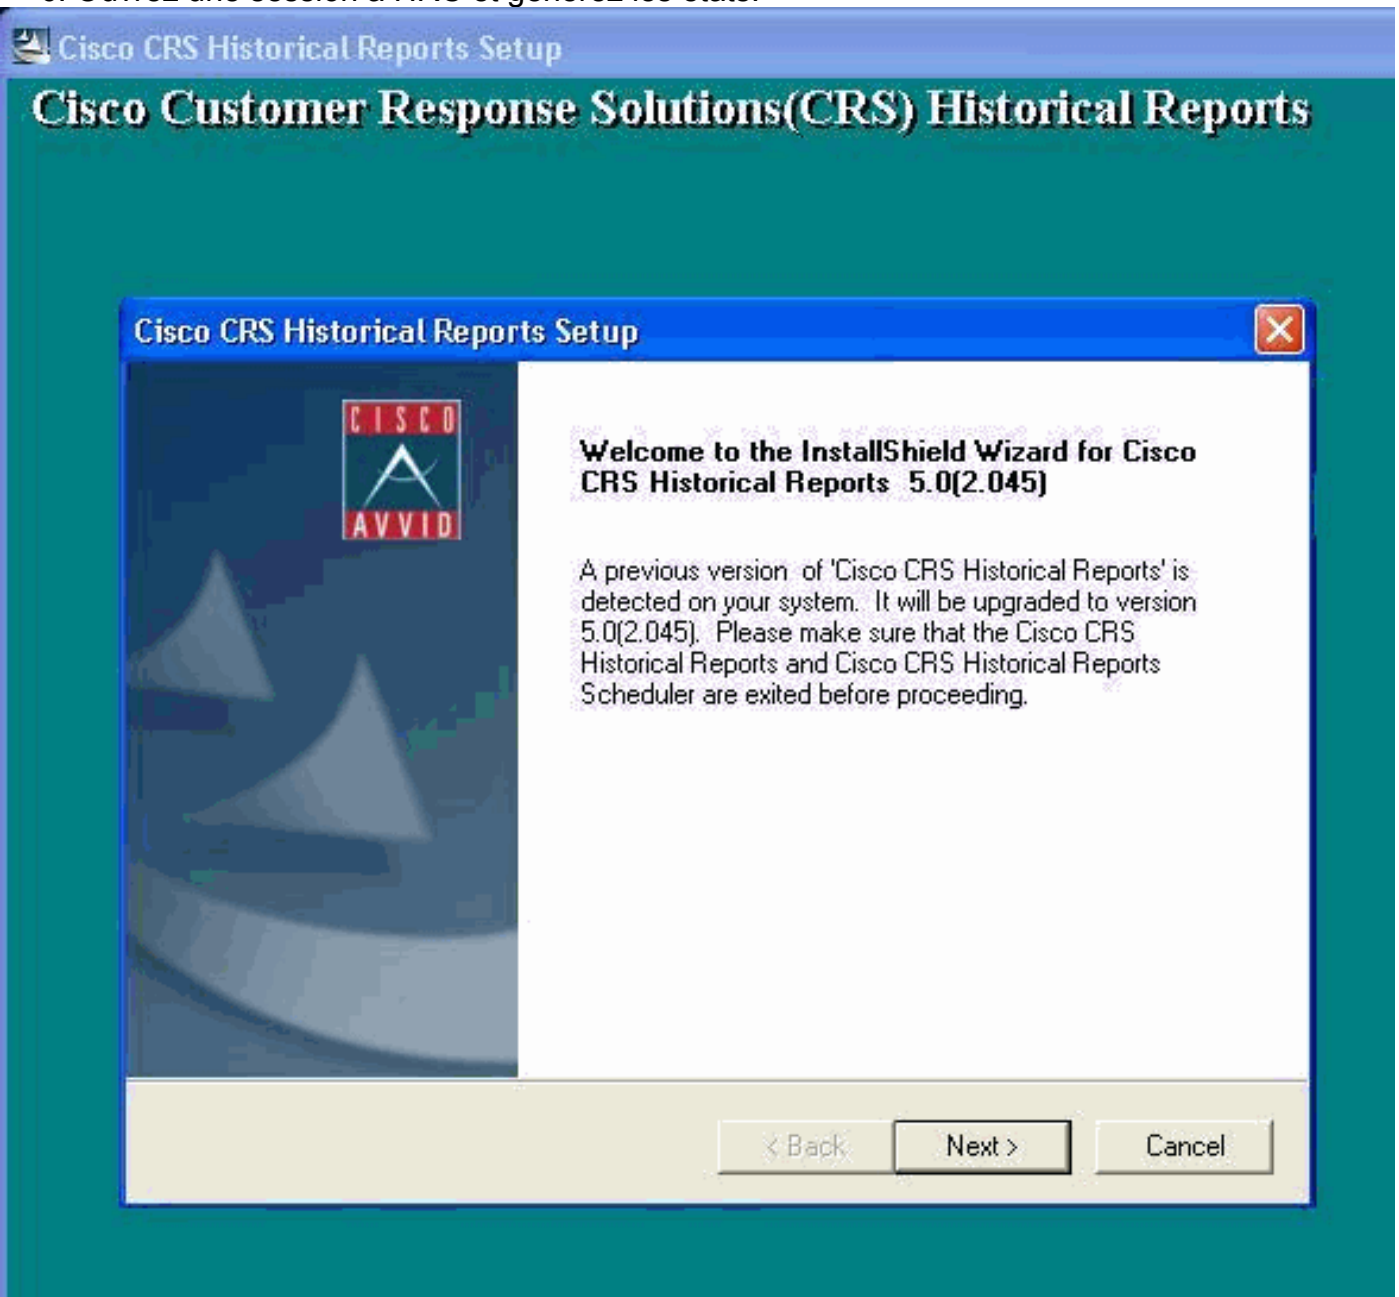 Cisco CRS Historical Reports Setup
Cisco Customer Response Solutions(CRS) Historical Reports
Cisco CRS Historical Reports Setup
CISCO
AVVID
Welcome to the InstallShield Wizard for Cisco
CRS Historical Reports 5.0(2.045)
A previous version of 'Cisco CRS Historical Reports' is
detected on your system. It will be upgraded to version
5.0(2.045). Please make sure that the Cisco CRS
Historical Reports and Cisco CRS Historical Reports
Scheduler are exited before proceeding.
< Back
Next >
Cancel